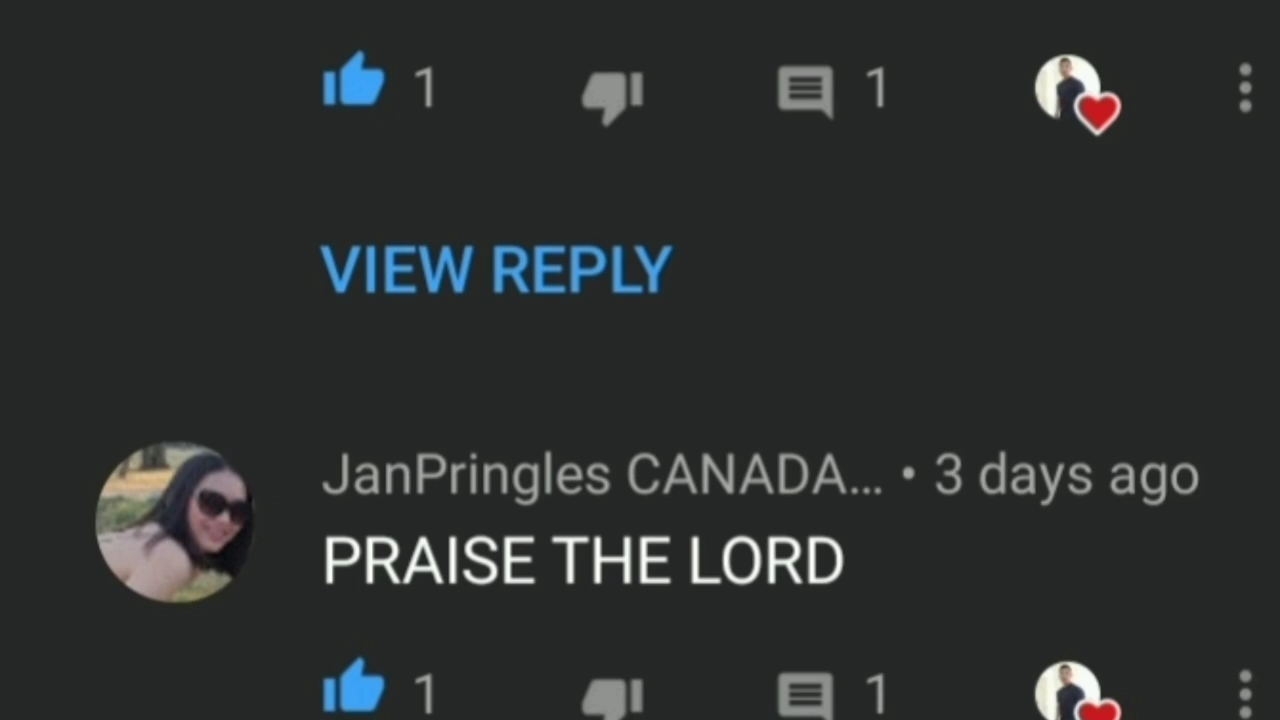 1 1
VIEW REPLY
JanPringles CANADA... • 3 days ago
PRAISE THE LORD
1 1